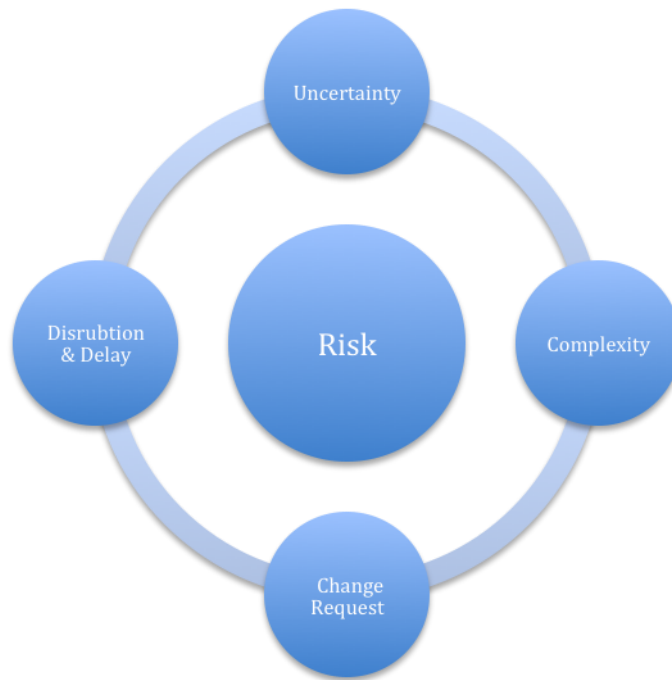 Uncertainty
Disrubtion
& Delay
Risk
Complexity
Change
Request